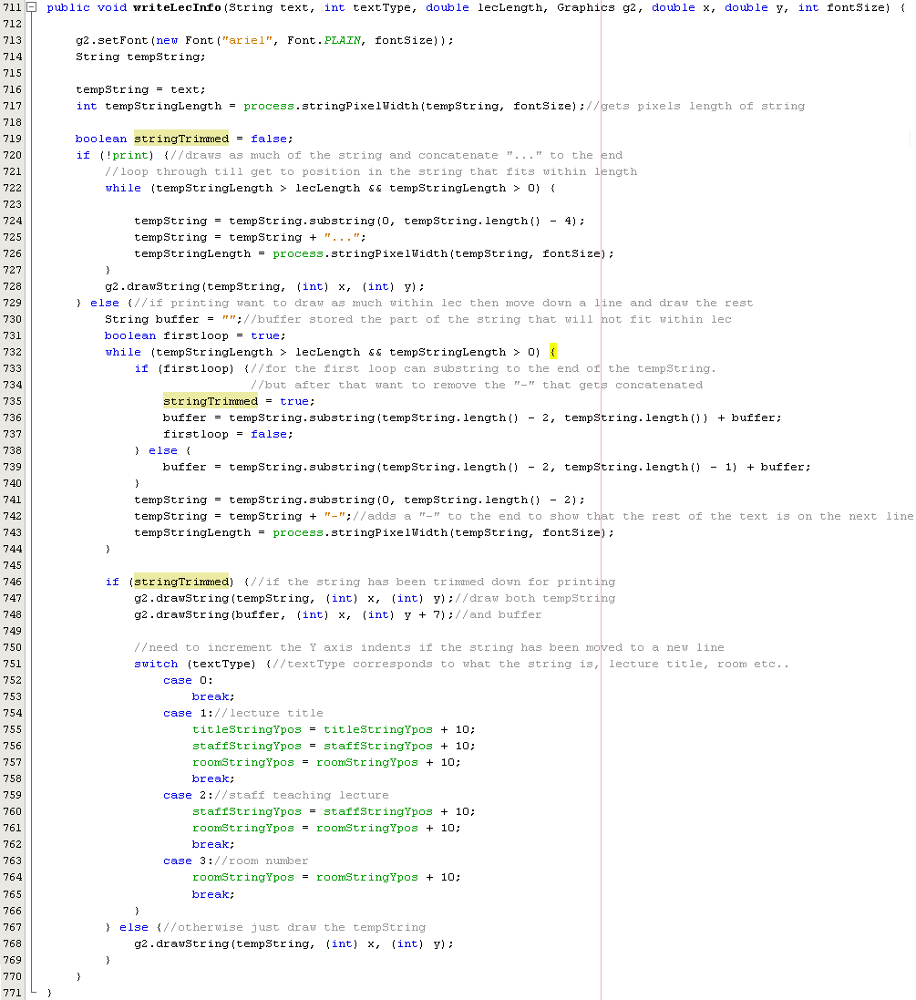 711 public void writeLecInfo(String text, int textType, double lecLength, Graphics g2, double x, double y, int fontSize) {
712
713 g2.setFont(new Font("ariel", Font.PLAIN, fontSize));
714 String tempString;
715
716 tempString = text;
717 int tempStringLength = process.stringPixelWidth(tempString, fontSize);//gets pixels length of string
718
719 boolean stringTrimmed = false;
720 if (!print) {//draws as much of the string and concatenate "..." to the end
721 //loop through till get to position in the string that fits within length
722 while (tempStringLength > lecLength && tempStringLength > 0) {
723
724 tempString = tempString.substring(0, tempString.length() - 4);
725 tempString = tempString + "...";
726 tempStringLength = process.stringPixelWidth(tempString, fontSize);
727 }
728 g2.drawString(tempString, (int) x, (int) y);
729 } else {//if printing want to draw as much within lec then move down a line and draw the rest
730 String buffer = "";//buffer stored the part of the string that will not fit within lec
731 boolean firstloop = true;
732 while (tempStringLength > lecLength && tempStringLength > 0) {
733 if (firstloop) {//for the first loop can substring to the end of the tempString.
734 //but after that want to remove the "-" that gets concatenated
735 stringTrimmed = true;
736 buffer = tempString.substring(tempString.length() - 2, tempString.length()) + buffer;
737 firstloop = false;
738 } else {
739 buffer = tempString.substring(tempString.length() - 2, tempString.length() - 1) + buffer;
740 }
741 tempString = tempString.substring(0, tempString.length() - 2);
742 tempString = tempString + "-";//adds a "-" to the end to show that the rest of the text is on the next line
743 tempStringLength = process.stringPixelWidth(tempString, fontSize);
744 }
745
746 if (stringTrimmed) {//if the string has been trimmed down for printing
747 g2.drawString(tempString, (int) x, (int) y);//draw both tempString
748 g2.drawString(buffer, (int) x, (int) y + 7);//and buffer
749
750 //need to increment the Y axis indents if the string has been moved to a new line
751 switch (textType) {//textType corresponds to what the string is, lecture title, room etc..
752 case 0:
753 break;
754 case 1://lecture title
755 titleStringYpos = titleStringYpos + 10;
756 staffStringYpos = staffStringYpos + 10;
757 roomStringYpos = roomStringYpos + 10;
758 break;
759 case 2://staff teaching lecture
760 staffStringYpos = staffStringYpos + 10;
761 roomStringYpos = roomStringYpos + 10;
762 break;
763 case 3://room number
764 roomStringYpos = roomStringYpos + 10;
765 break;
766 }
767 } else {//otherwise just draw the tempString
768 g2.drawString(tempString, (int) x, (int) y);
769 }
770 }
771 }